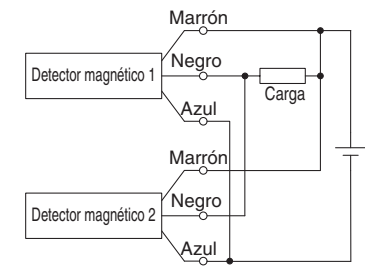 Marrón
Detector magnético 1
Negro
Carga
Azul
Marrón
Detector magnético 2
Negro
Azul